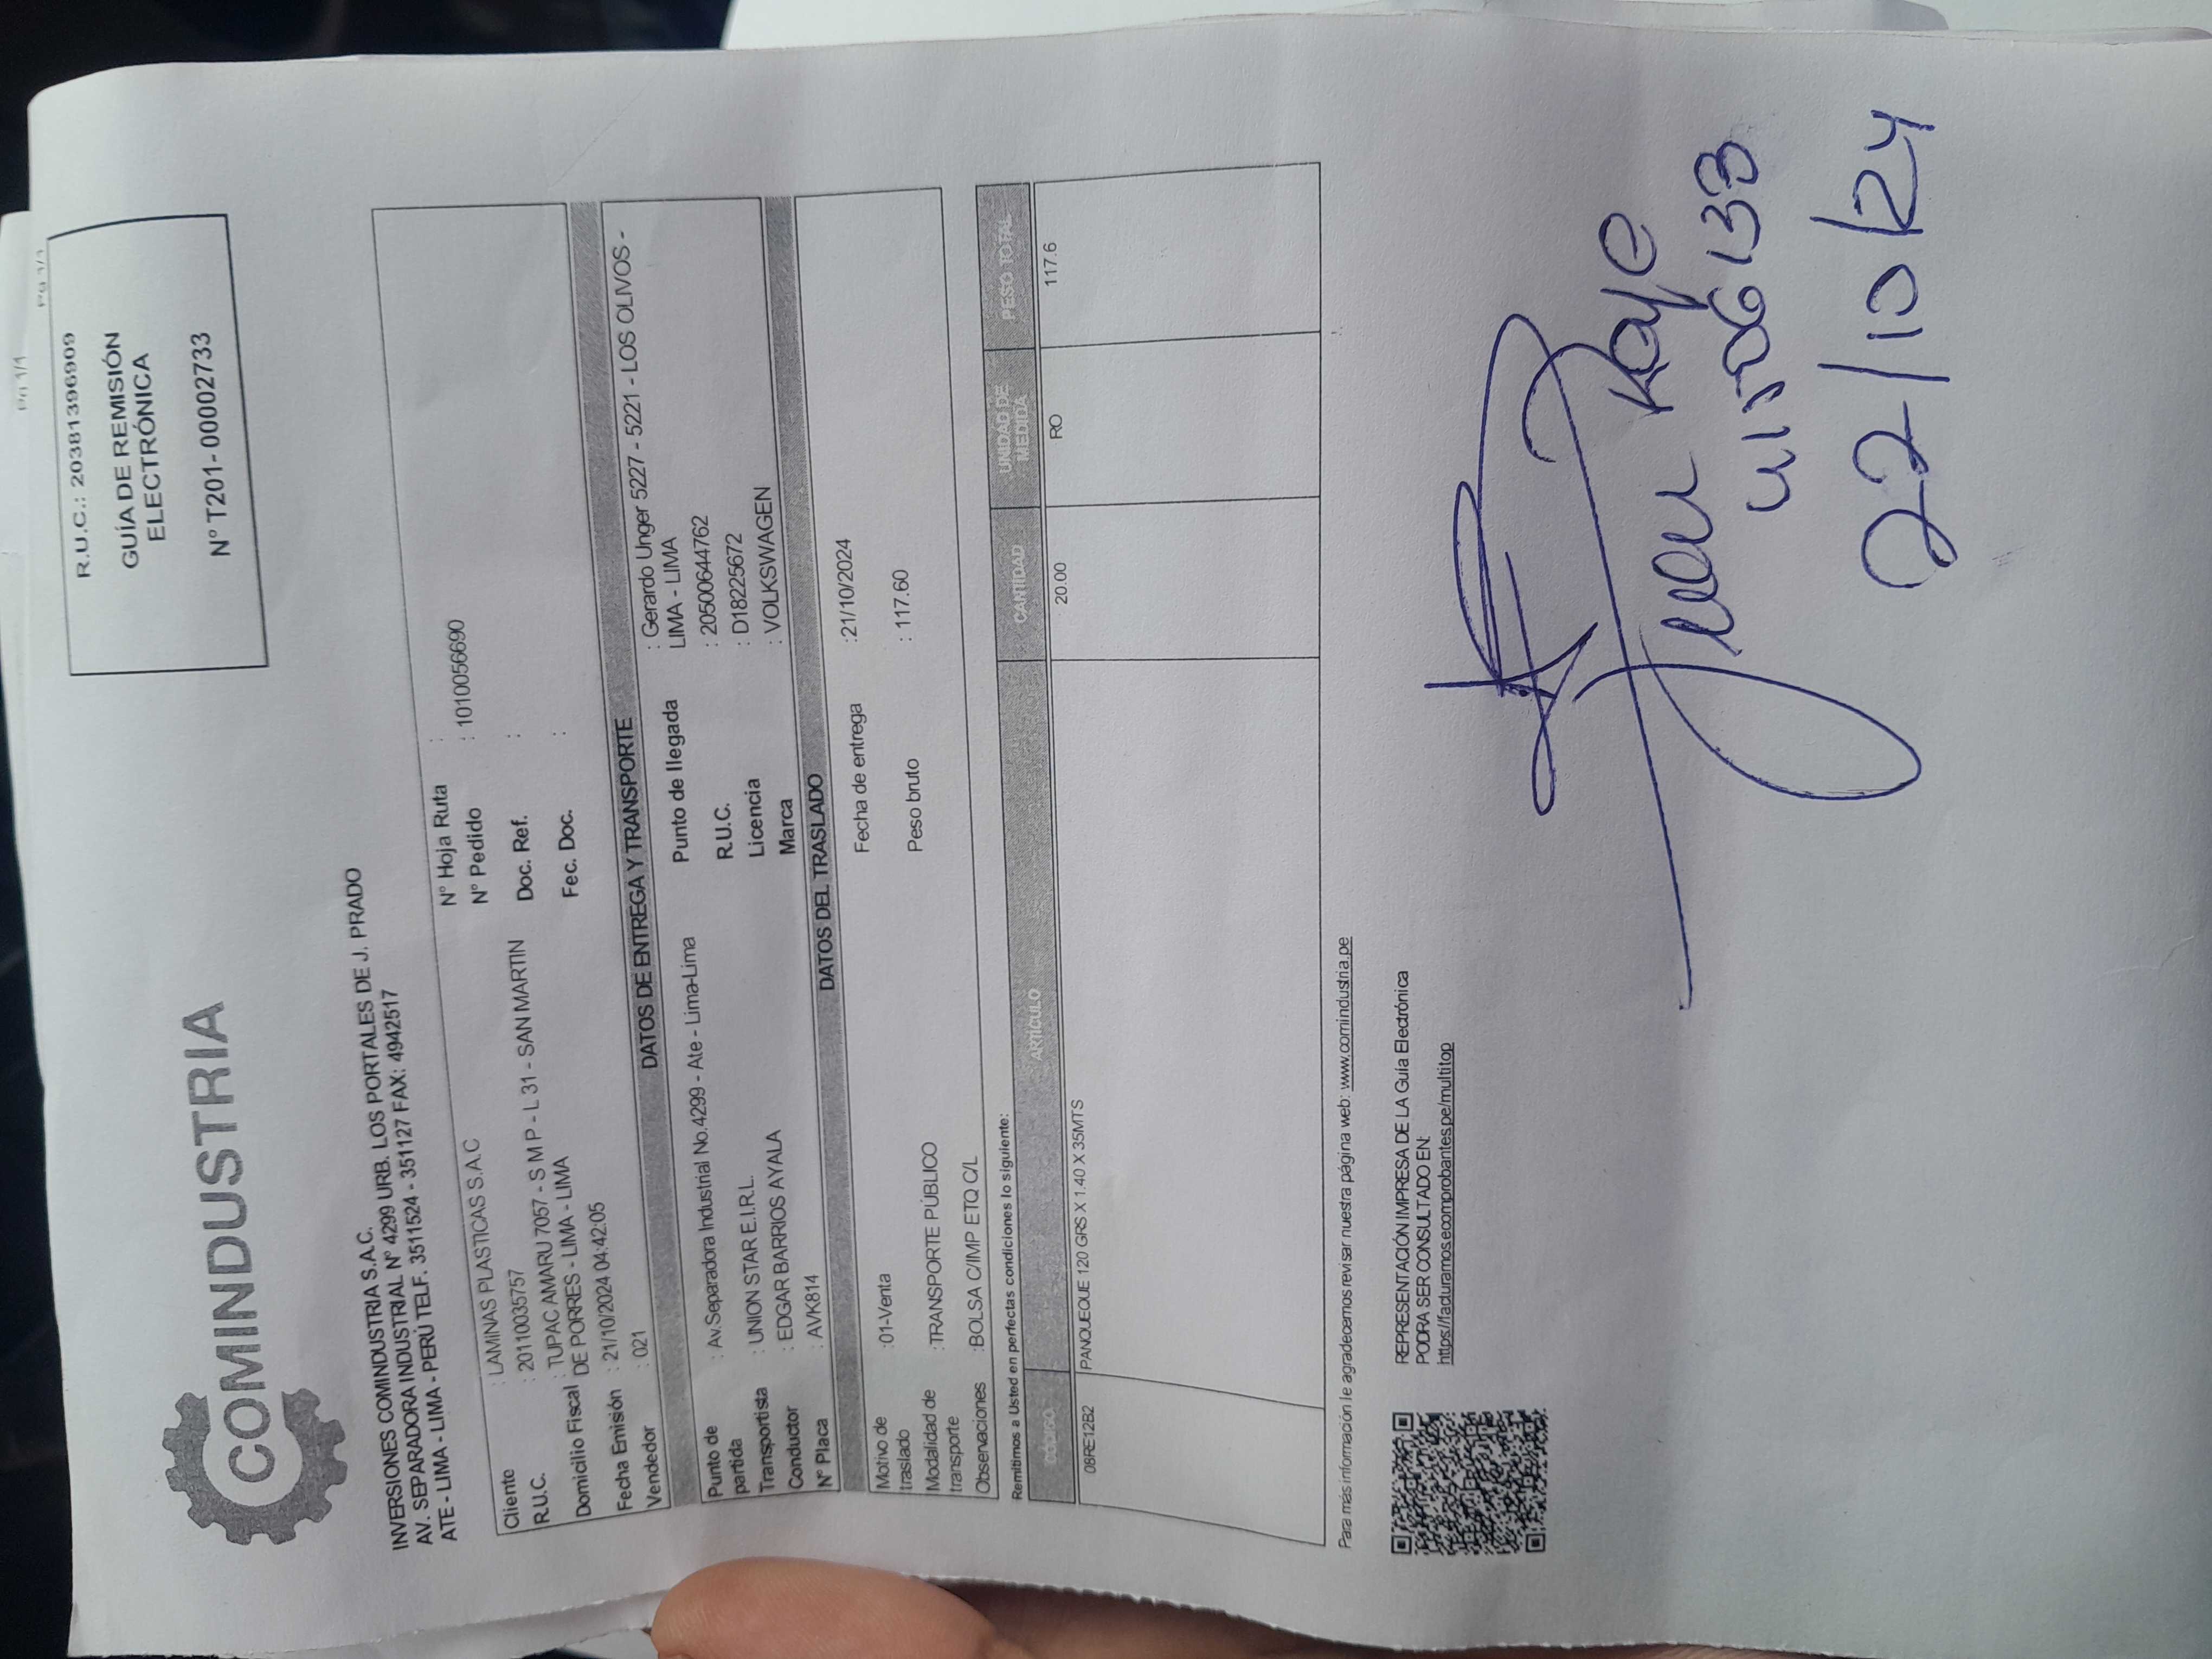 Pg 1/1
Pg 1/1
COMINDUSTRIA
R.U.C.: 20381396909
GUÍA DE REMISIÓN
ELECTRÓNICA
N° T201- 00002733
INVERSIONES COMINDUSTRIA S.A.C.
AV. SEPARADORA INDUSTRIAL N° 4299 URB. LOS PORTALES DE J. PRADO
ATE - LIMA - LIMA - PERÚ TELF. 3511524 - 351127 FAX: 4942517
Cliente : LAMINAS PLASTICAS S.A.C N° Hoja Ruta :
R.U.C. : 20110035757 N° Pedido : 1010056690
Domicilio Fiscal : TUPAC AMARU 7057 - S M P - L 31 - SAN MARTIN Doc. Ref. :
DE PORRES - LIMA - LIMA
Fecha Emisión : 21/10/2024 04:42:05 Fec. Doc. :
Vendedor : 021
DATOS DE ENTREGA Y TRANSPORTE
Punto de partida : Av.Separadora Industrial No.4299 - Ate - Lima-Lima Punto de llegada : Gerardo Unger 5227 - 5221 - LOS OLIVOS -
LIMA - LIMA
Transportista : UNION STAR E.I.R.L. R.U.C. : 20500644762
Conductor : EDGAR BARRIOS AYALA Licencia : D18225672
N° Placa : AVK814 Marca : VOLKSWAGEN
DATOS DEL TRASLADO
Motivo de traslado :01-Venta Fecha de entrega :21/10/2024
Modalidad de transporte :TRANSPORTE PÚBLICO Peso bruto : 117.60
Observaciones :BOLSA C/IMP ETQ C/L
Remitimos a Usted en perfectas condiciones lo siguiente:
CÓDIGO ARTÍCULO CANTIDAD UNIDAD DE MEDIDA PESO TOTAL
08RE12B2 PANQUEQUE 120 GRS X 1.40 X 35MTS 20.00 RO 117.6
Para más información le agradecemos revisar nuestra página web: www.comindustria.pe
REPRESENTACIÓN IMPRESA DE LA Guía Electrónica
PODRA SER CONSULTADO EN:
https://facturamos.ecomprobantes.pe/multitop
22/10/24